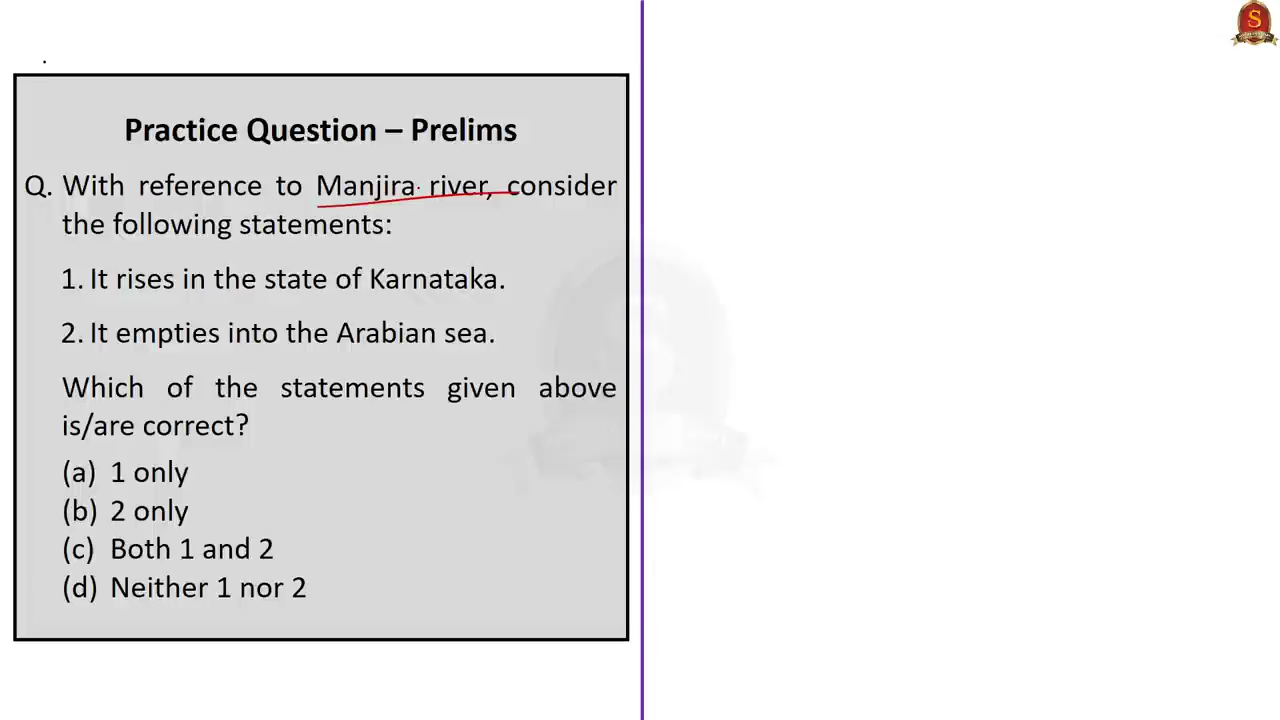 Practice Question – Prelims
Q. With reference to Manjira river, consider
the following statements:
1. It rises in the state of Karnataka.
2. It empties into the Arabian sea.
Which of the statements given above
is/are correct?
(a) 1 only
(b) 2 only
(c) Both 1 and 2
(d) Neither 1 nor 2
S